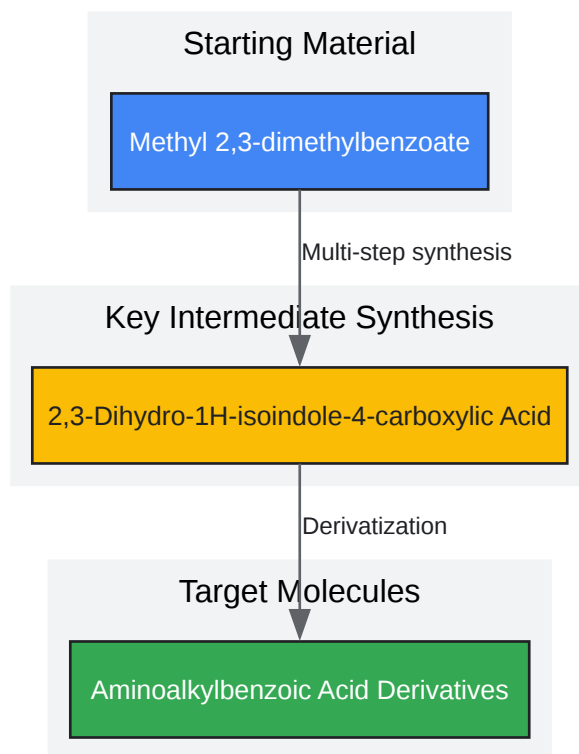 Starting Material
Methyl 2,3-dimethylbenzoate
Multi-step synthesis
Key Intermediate Synthesis
2,3-Dihydro-1H-isoindole-4-carboxylic Acid
Derivatization
Target Molecules
Aminoalkylbenzoic Acid Derivatives